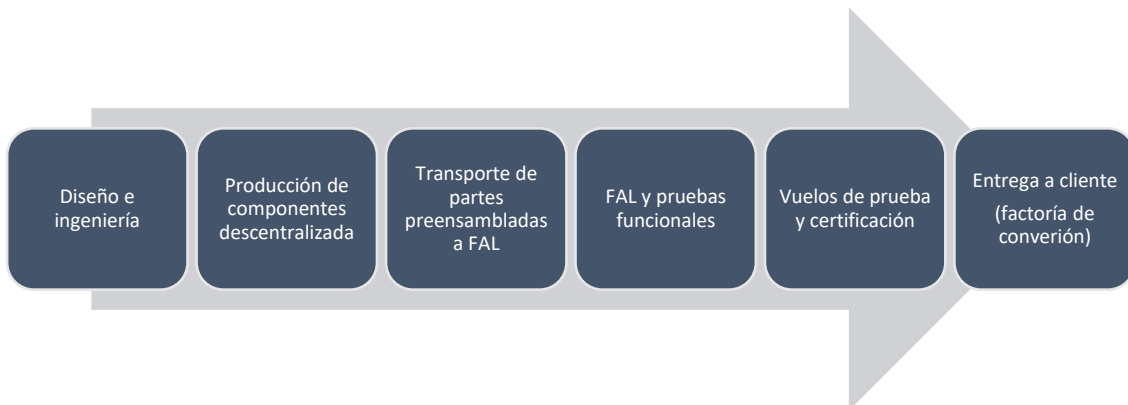 Diseño e
ingeniería
Producción de
componentes
descentralizada
Transporte de
partes
preensambladas
a FAL
FAL y pruebas
funcionales
Vuelos de prueba
y certificación
Entrega a cliente
(factoría de
converión)